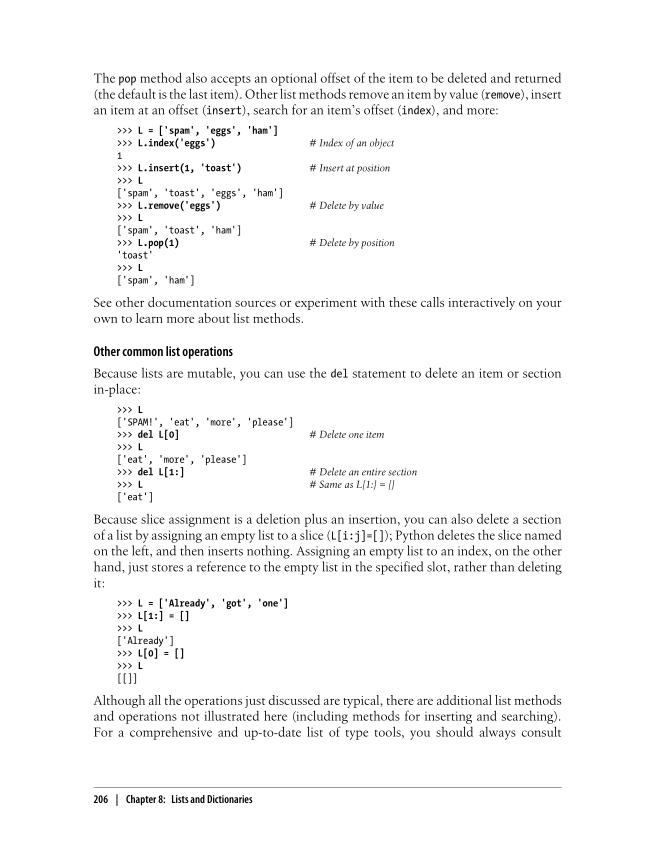 The pop method also accepts an optional offset of the item to be deleted and returned
(the default is the last item). Other list methods remove an item by value (remove), insert
an item at an offset (insert), search for an item's offset (index), and more:
>>> L = ['spam', 'eggs', 'ham']
>>> L.index('eggs') # Index of an object
1
>>> L.insert(1, 'toast') # Insert at position
>>> L
['spam', 'toast', 'eggs', 'ham']
>>> L.remove('eggs') # Delete by value
>>> L
['spam', 'toast', 'ham']
>>> L.pop(1) # Delete by position
'toast'
>>> L
['spam', 'ham']
See other documentation sources or experiment with these calls interactively on your
own to learn more about list methods.
Other common list operations
Because lists are mutable, you can use the del statement to delete an item or section
in-place:
>>> L
['SPAM!', 'eat', 'more', 'please']
>>> del L[0] # Delete one item
>>> L
['eat', 'more', 'please']
>>> del L[1:] # Delete an entire section
>>> L # Same as L[1:] = []
['eat']
Because slice assignment is a deletion plus an insertion, you can also delete a section
of a list by assigning an empty list to a slice (L[i:j]=[]); Python deletes the slice named
on the left, and then inserts nothing. Assigning an empty list to an index, on the other
hand, just stores a reference to the empty list in the specified slot, rather than deleting
it:
>>> L = ['Already', 'got', 'one']
>>> L[1:] = []
>>> L
['Already']
>>> L[0] = []
>>> L
[[]]
Although all the operations just discussed are typical, there are additional list methods
and operations not illustrated here (including methods for inserting and searching).
For a comprehensive and up-to-date list of type tools, you should always consult
206 | Chapter 8: Lists and Dictionaries